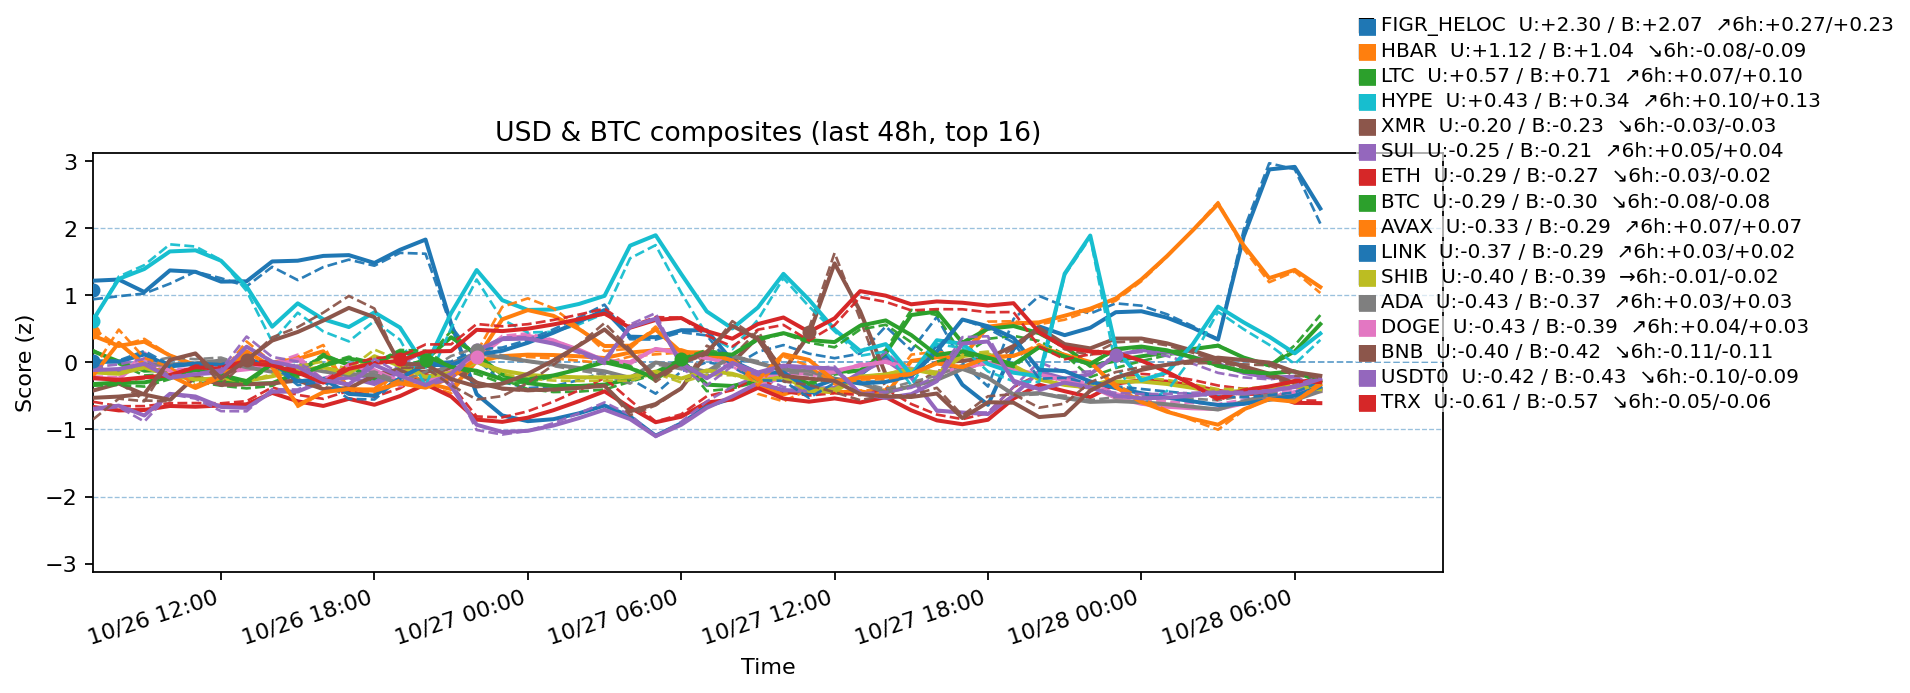 FIGR_HELOC U:+2.30 / B:+2.07 ↗6h:+0.27/+0.23
HBAR U:+1.12 / B:+1.04 ↘6h:-0.08/-0.09
LTC U:+0.57 / B:+0.71 ↗6h:+0.07/+0.10
HYPE U:+0.43 / B:+0.34 ↗6h:+0.10/+0.13
XMR U:-0.20 / B:-0.23 ↘6h:-0.03/-0.03
SUI U:-0.25 / B:-0.21 ↗6h:+0.05/+0.04
ETH U:-0.29 / B:-0.27 ↘6h:-0.03/-0.02
BTC U:-0.29 / B:-0.30 ↘6h:-0.08/-0.08
AVAX U:-0.33 / B:-0.29 ↗6h:+0.07/+0.07
LINK U:-0.37 / B:-0.29 ↗6h:+0.03/+0.02
SHIB U:-0.40 / B:-0.39 →6h:-0.01/-0.02
ADA U:-0.43 / B:-0.37 ↗6h:+0.03/+0.03
DOGE U:-0.43 / B:-0.39 ↗6h:+0.04/+0.03
BNB U:-0.40 / B:-0.42 ↘6h:-0.11/-0.11
USDT0 U:-0.42 / B:-0.43 ↘6h:-0.10/-0.09
TRX U:-0.61 / B:-0.57 ↘6h:-0.05/-0.06
USD & BTC composites (last 48h, top 16)
Score (z)
3
2
1
0
−1
−2
−3
10/26 12:00
10/26 18:00
10/27 00:00
10/27 06:00
10/27 12:00
10/27 18:00
10/28 00:00
10/28 06:00
Time